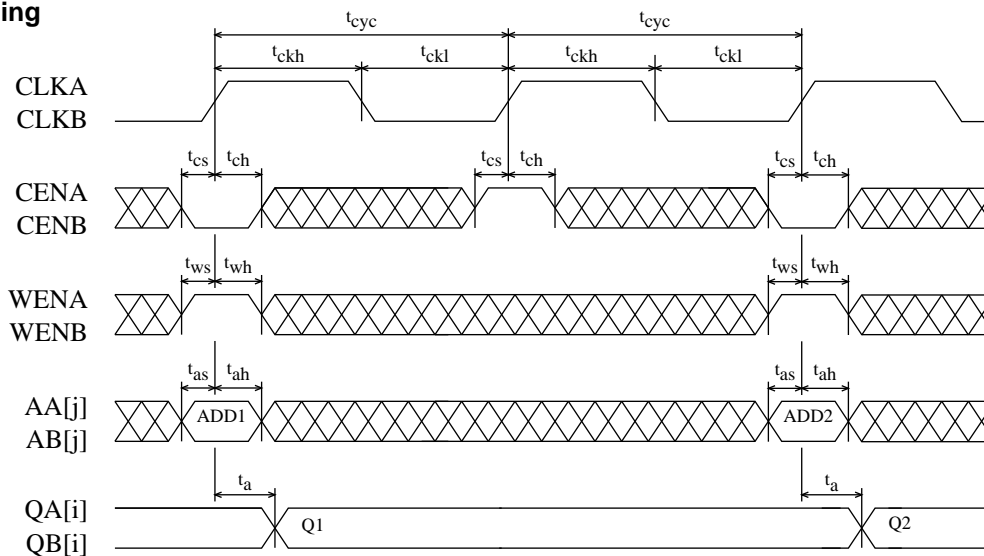 ing
tcyc tcyc
tckh tckl tckh tckl
CLKA
CLKB
tcs tch tcs tch tcs tch
CENA
CENB
tws twh tws twh
WENA
WENB
tas tah tas tah
AA[j]
AB[j]
ADD1 ADD2
ta ta
QA[i]
QB[i]
Q1 Q2